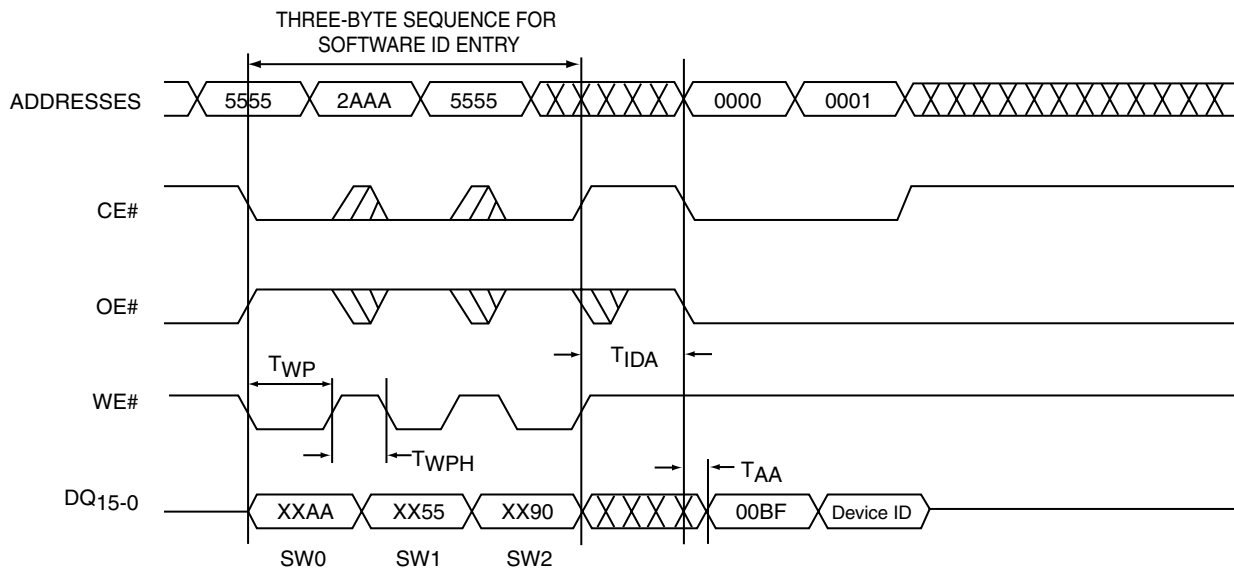 THREE-BYTE SEQUENCE FOR
SOFTWARE ID ENTRY
ADDRESSES 5555 2AAA 5555 0000 0001
CE#
OE#
TIDA
TWP
WE#
TWPH
TAA
DQ15-0 XXAA XX55 XX90 00BF Device ID
SW0 SW1 SW2